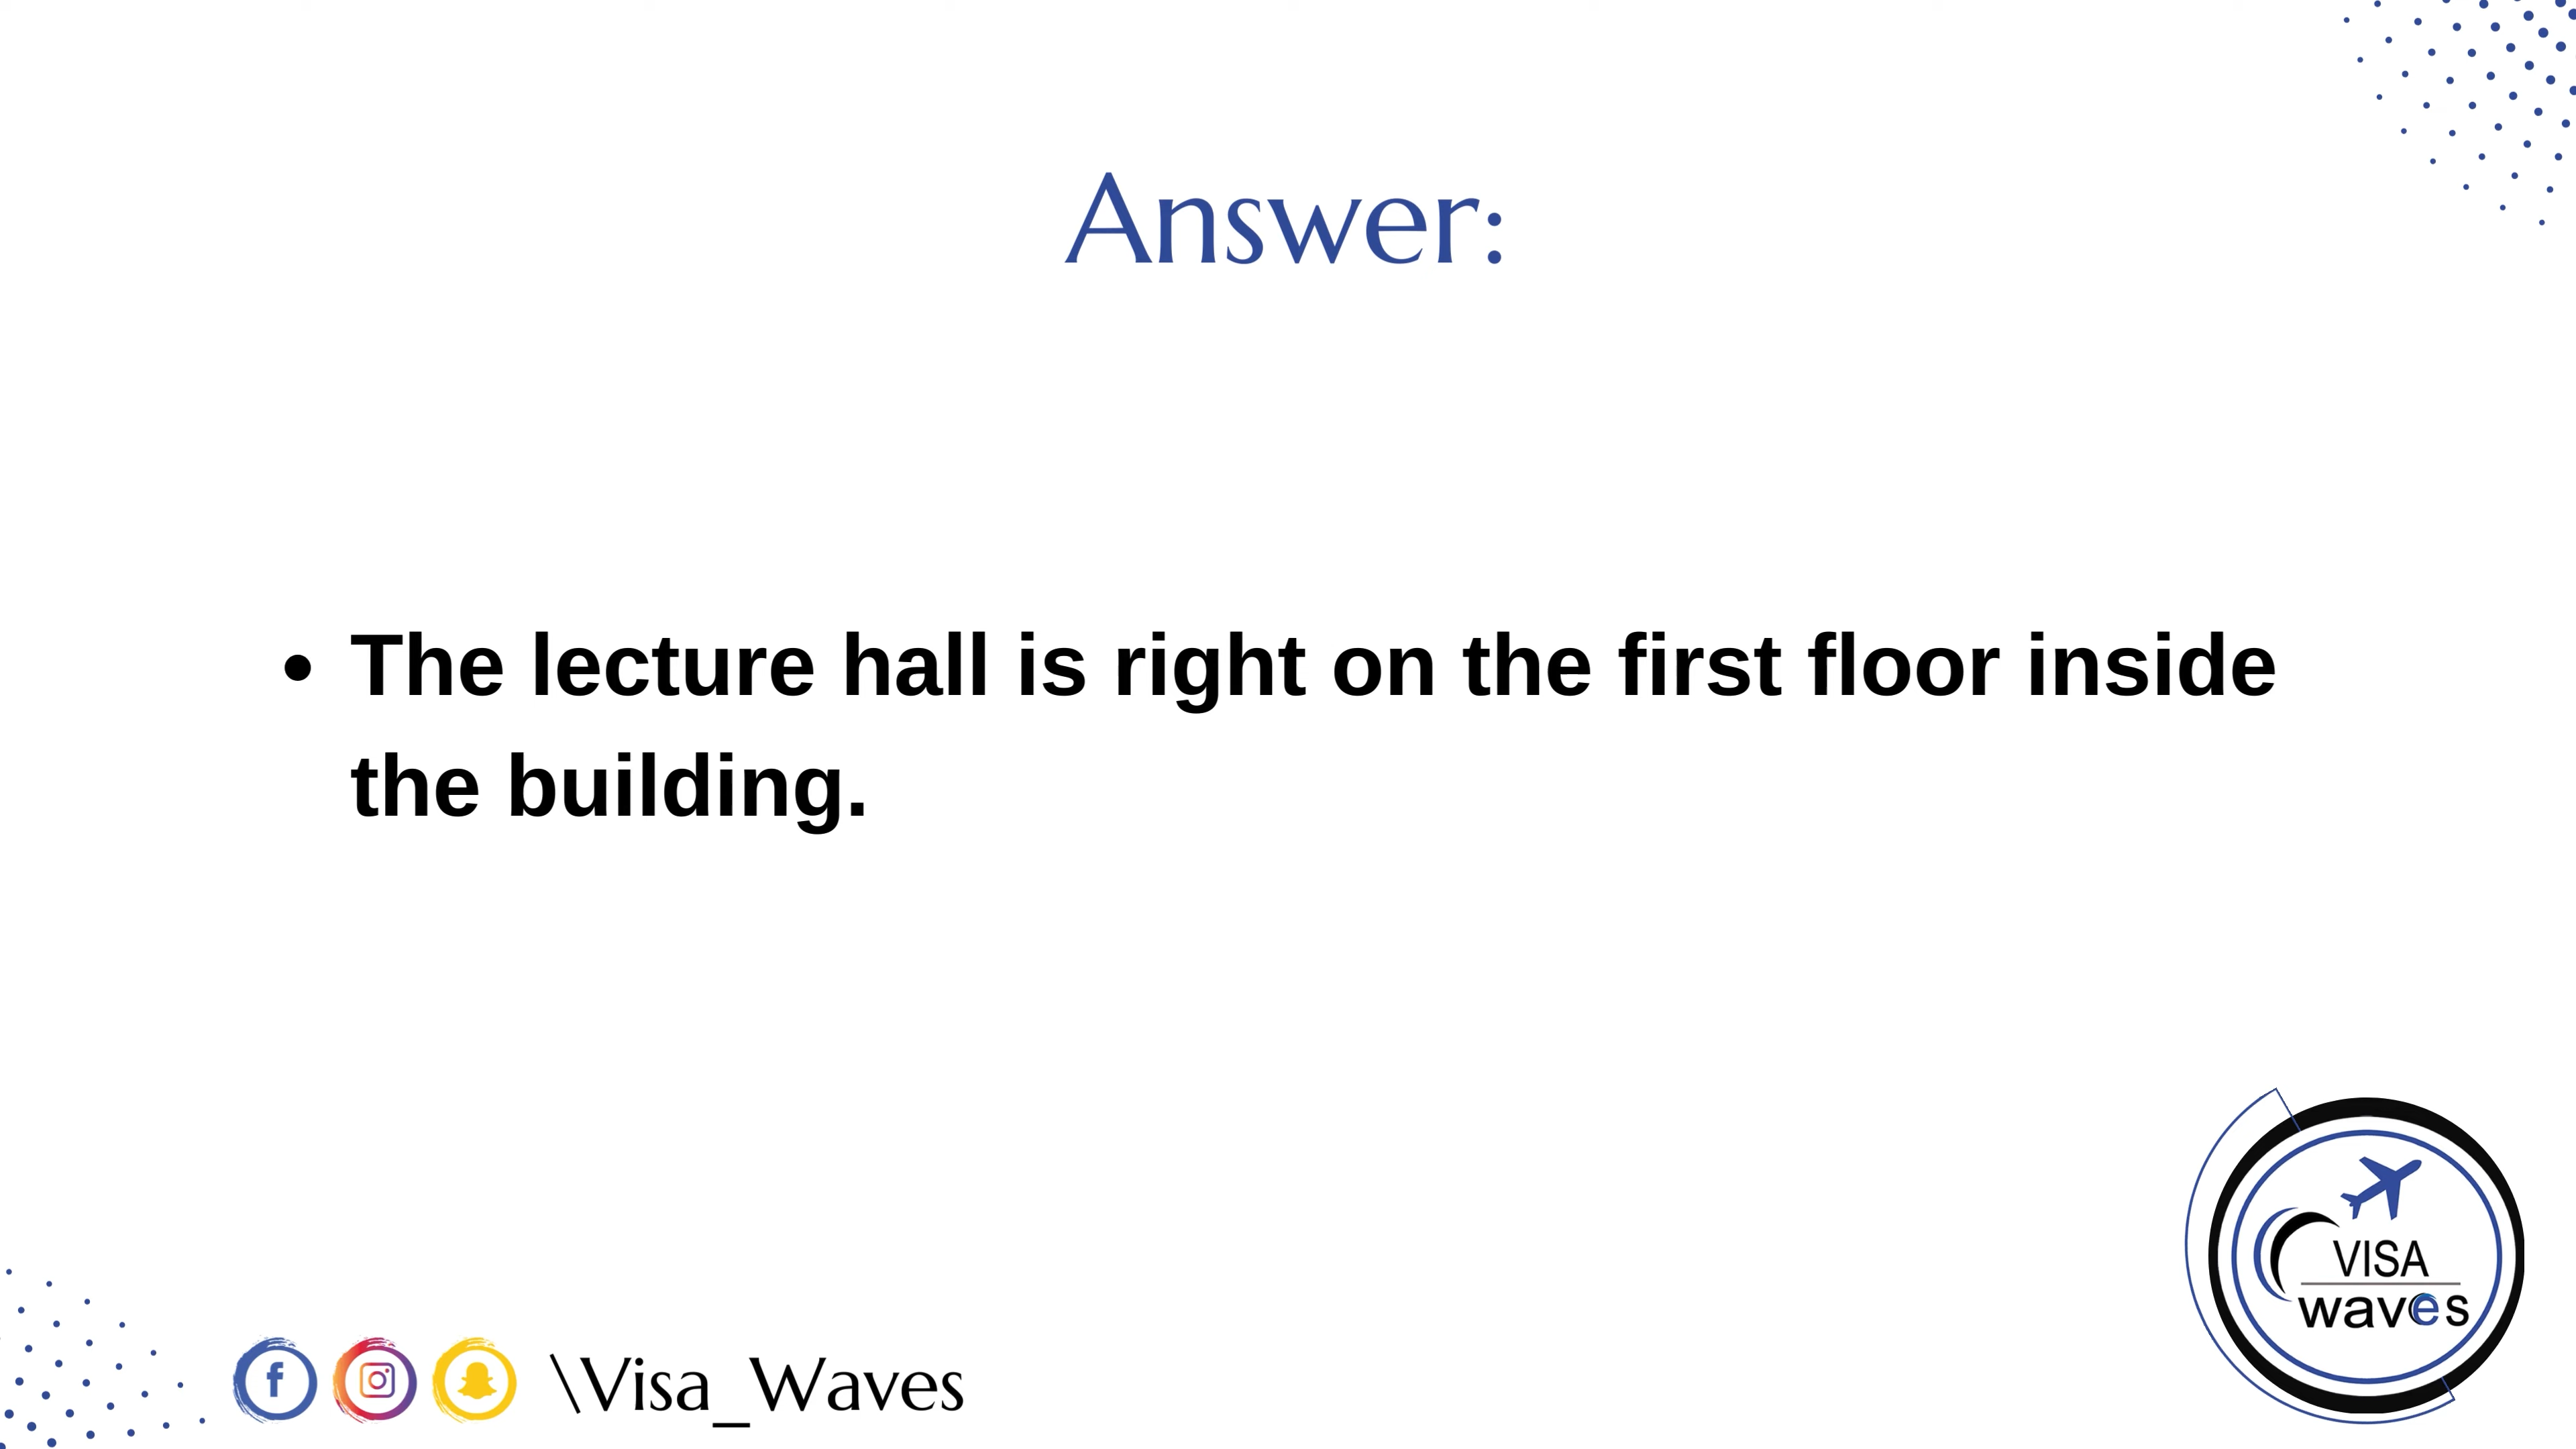 Answer:
• The lecture hall is right on the first floor inside
the building.
VISA
waves
\Visa_Waves